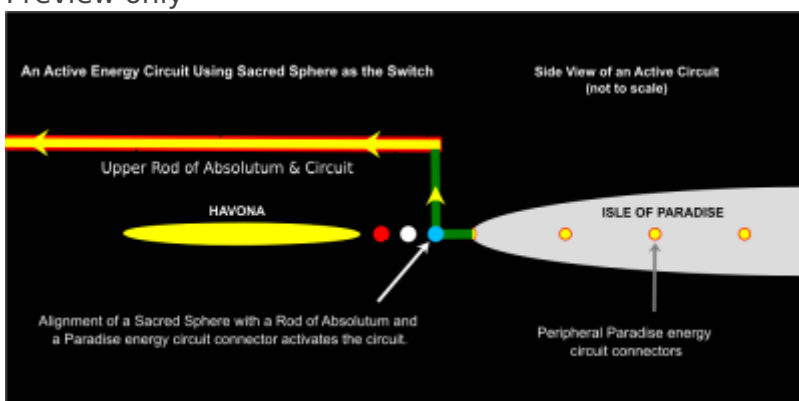 Preview only
An Active Energy Circuit Using Sacred Sphere as the Switch
Side View of an Active Circuit
(not to scale)
Upper Rod of Absolutum & Circuit
HAVONA
ISLE OF PARADISE
Alignment of a Sacred Sphere with a Rod of Absolutum and
a Paradise energy circuit connector activates the circuit.
Peripheral Paradise energy
circuit connectors